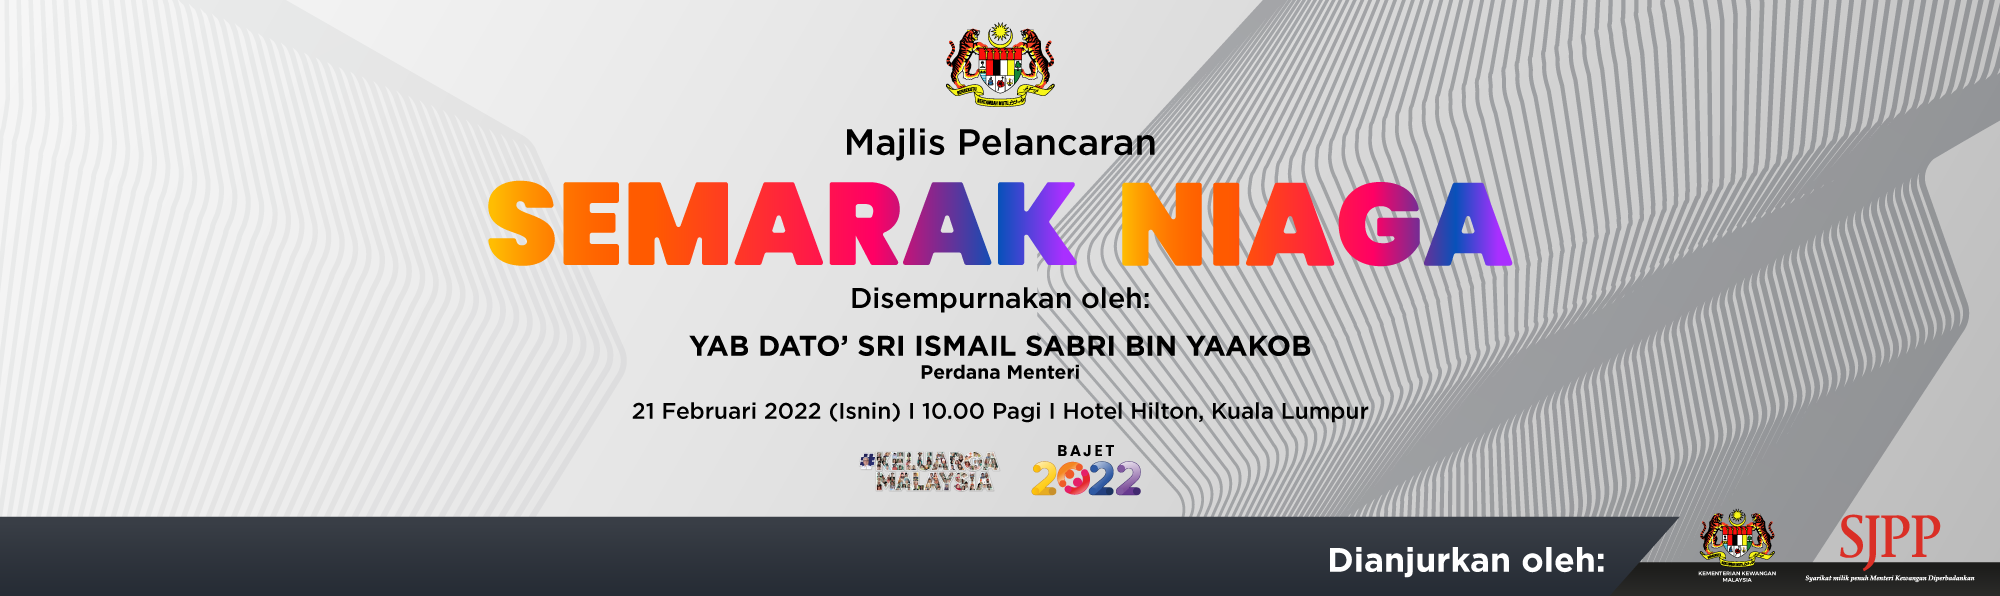 Majlis Pelancaran
SEMARAK NIAGA
Disempurnakan oleh:
YAB DATO’ SRI ISMAIL SABRI BIN YAAKOB
Perdana Menteri
21 Februari 2022 (Isnin) I 10.00 Pagi I Hotel Hilton, Kuala Lumpur
#KELUARGA
MALAYSIA
BAJET
2022
Dianjurkan oleh:
KEMENTERIAN KEWANGAN
MALAYSIA
SJPP
Syarikat milik penuh Menteri Kewangan Diperbadankan